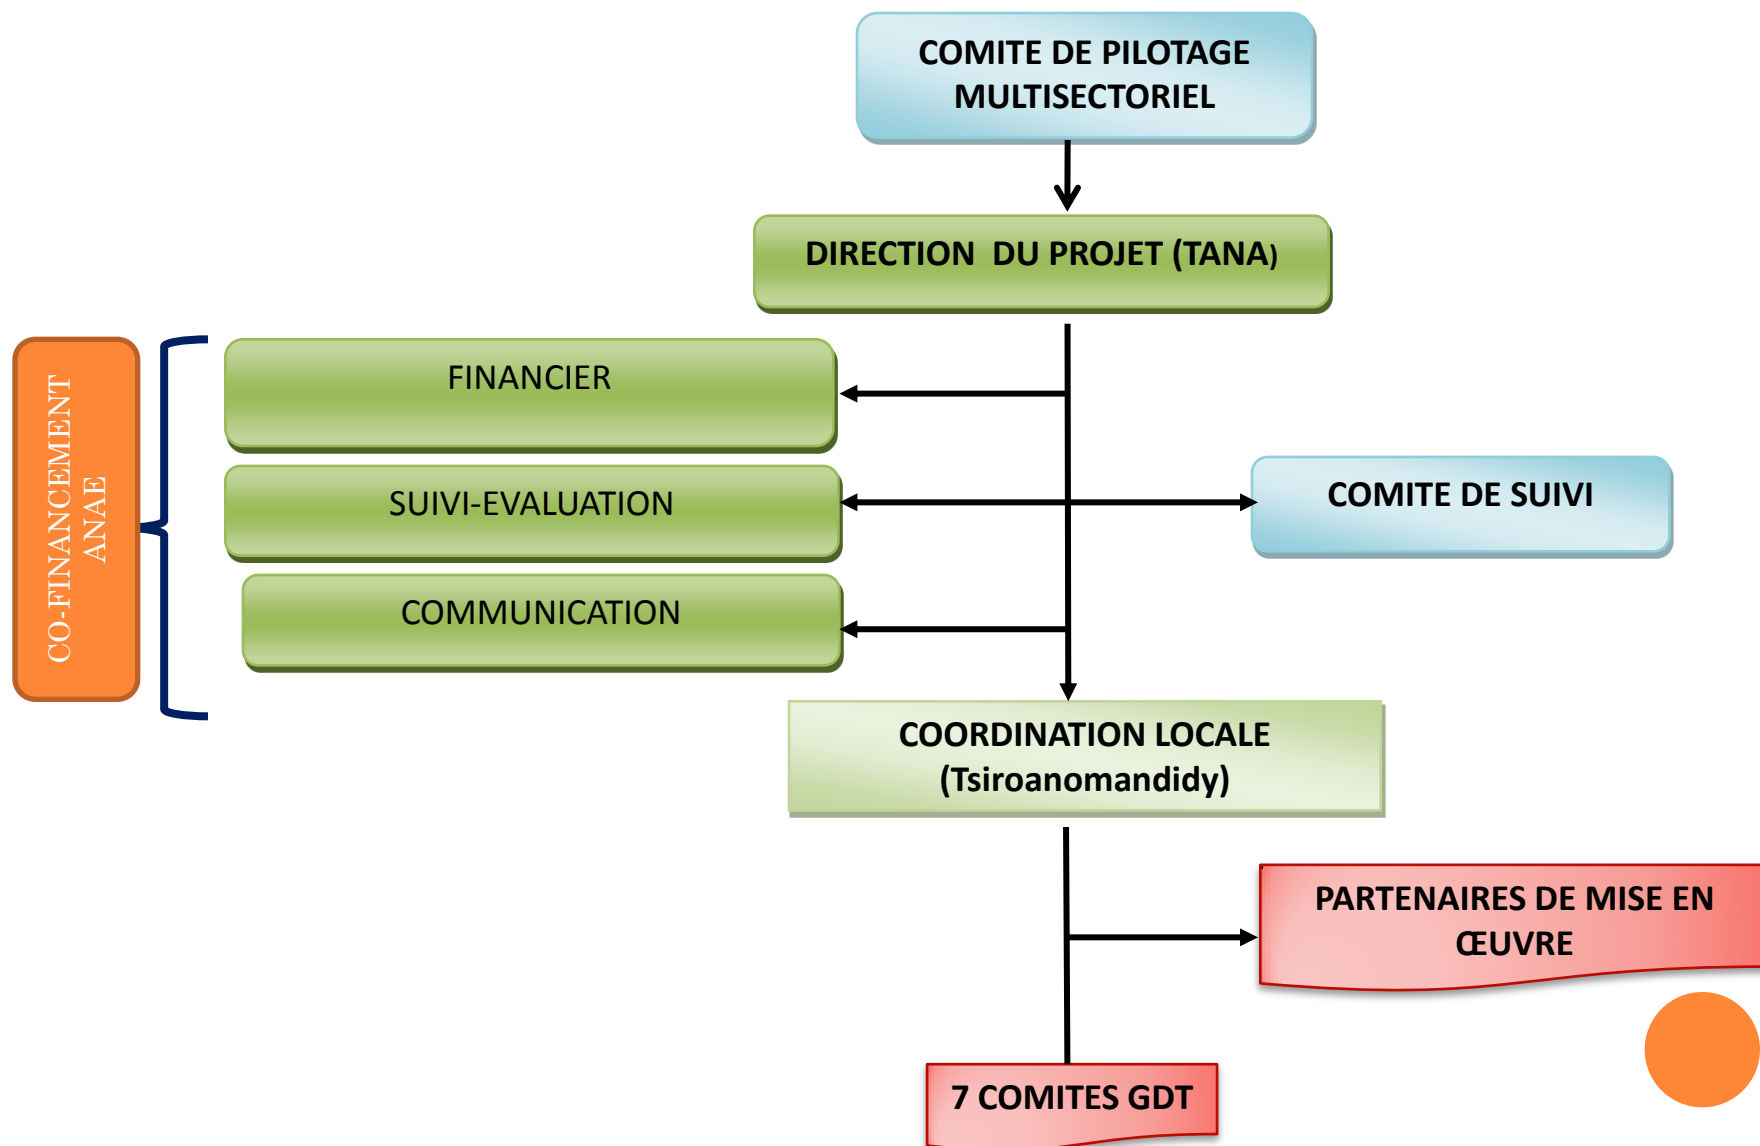 COMITE DE PILOTAGE
MULTISECTORIEL
DIRECTION  DU PROJET (TANA)
CO-FINANCEMENT
ANAE
FINANCIER
SUIVI-EVALUATION
COMITE DE SUIVI
COMMUNICATION
COORDINATION LOCALE
(Tsiroanomandidy)
PARTENAIRES DE MISE EN
ŒUVRE
7 COMITES GDT